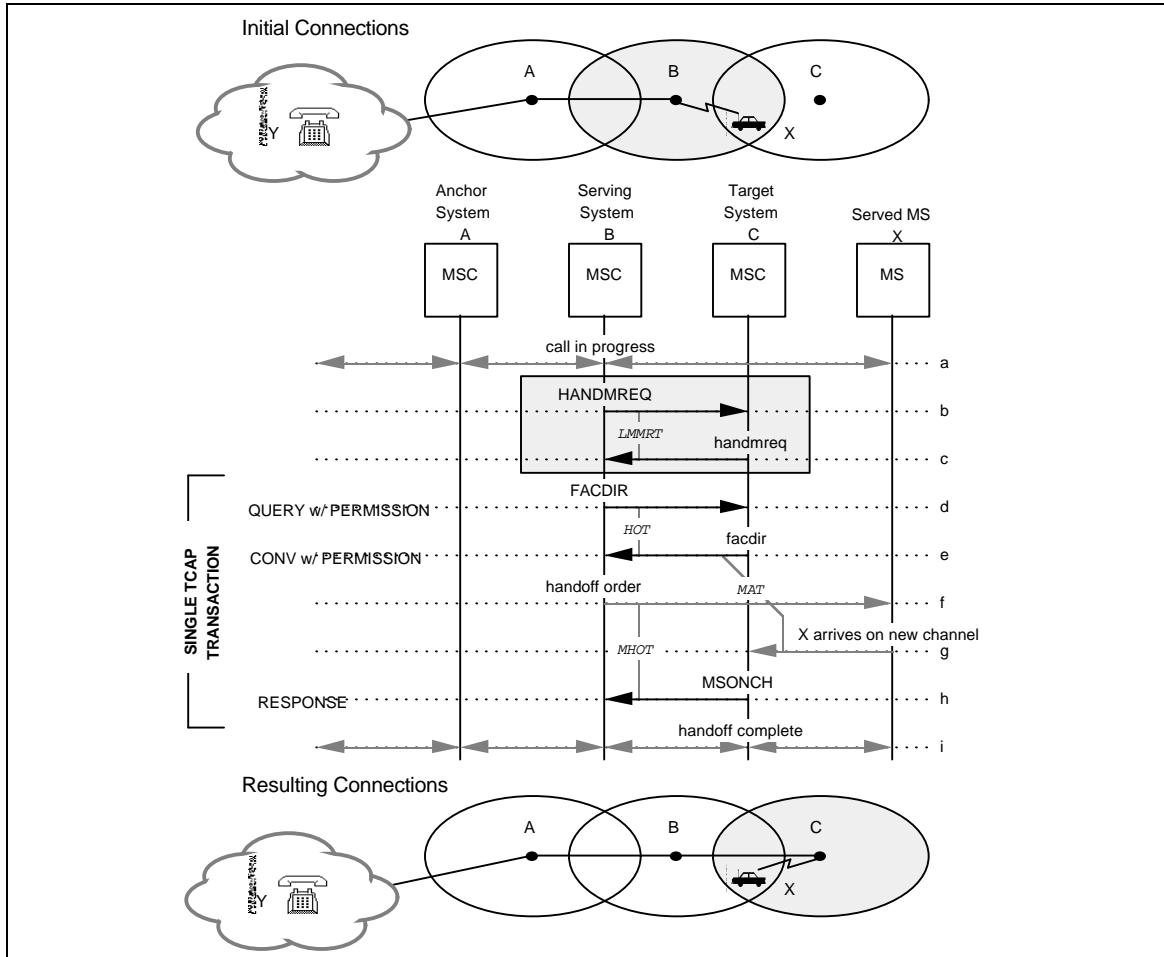 Initial Connections
A
B
C
Y
X
Anchor
System
A
Serving
System
B
Target
System
C
Served MS
X
MSC
MSC
MSC
MS
call in progress
a
HANDMREQ
b
LMMRT
handmreq
c
FACDIR
QUERY w/ PERMISSION
d
HOT
facdir
CONV w/ PERMISSION
e
handoff order
MAT
f
SINGLE TCAP
TRANSACTION
X arrives on new channel
MHOT
g
MSONCH
RESPONSE
h
handoff complete
i
Resulting Connections
A
B
C
Y
X